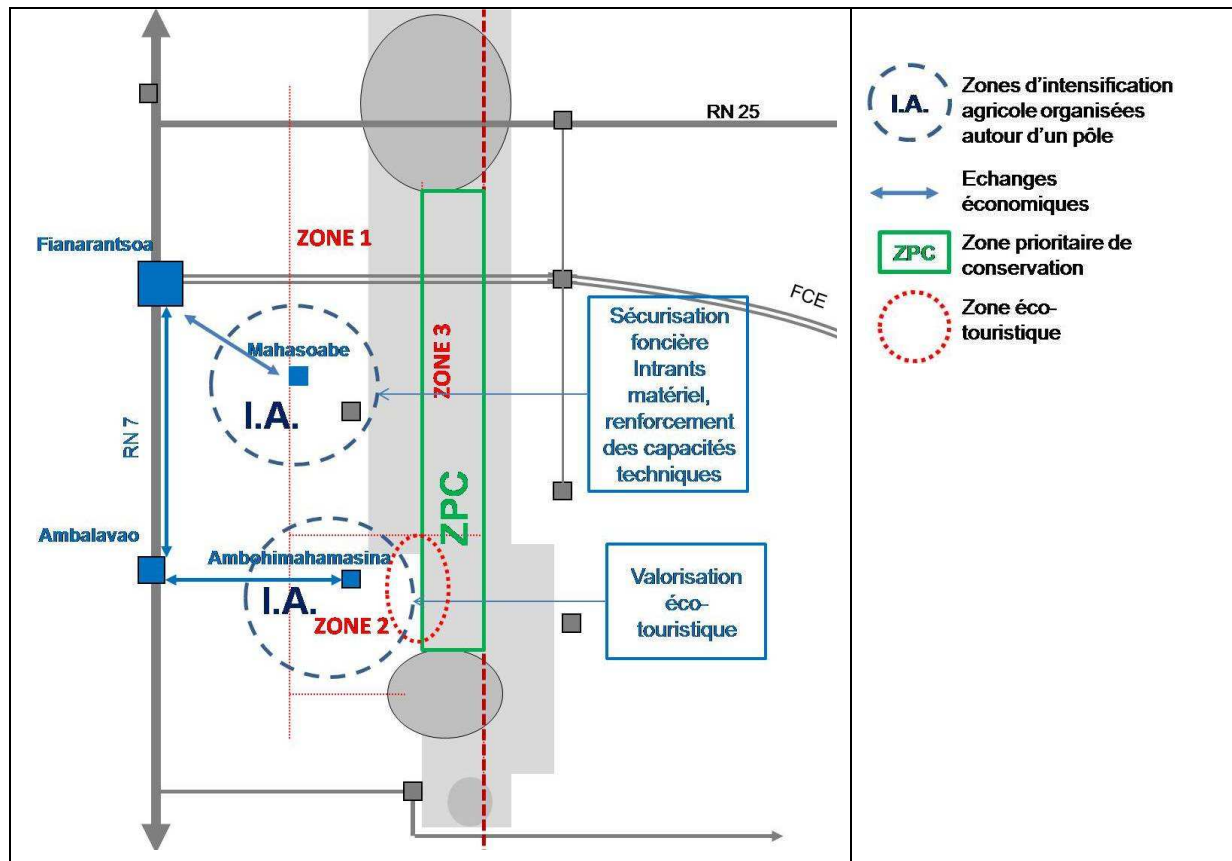 RN 25
ZONE 1
Fianarantsoa
FCE
Mahasoabe
I.A.
ZONE 3
Sécurisation
foncière
Intrants
matériel,
renforcement
des capacités
techniques
RN 7
ZPC
Ambalavao
Ambohimahamasina
I.A.
ZONE 2
Valorisation
éco-
touristique
I.A.
Zones d'intensification
agricole organisées
autour d'un pôle
Echanges
économiques
ZPC
Zone prioritaire de
conservation
Zone éco-
touristique